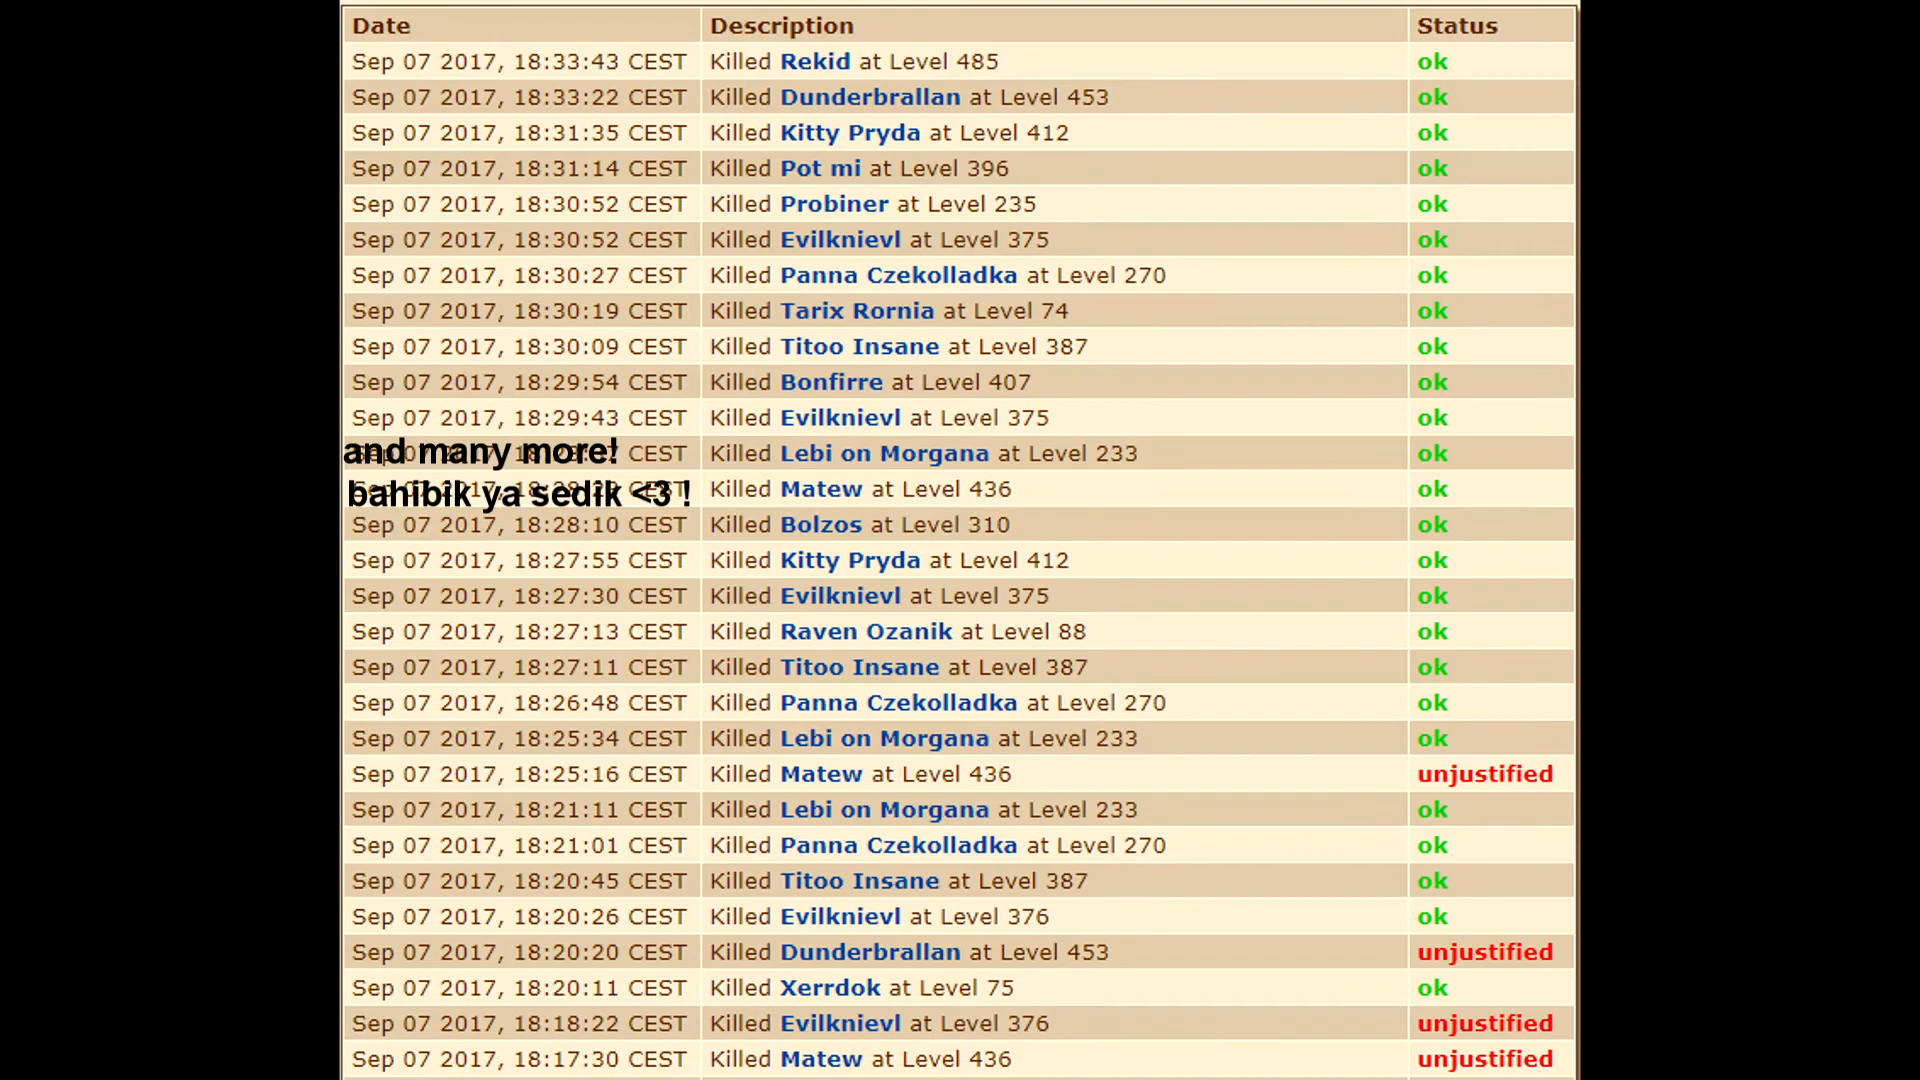 Date Description Status
Sep 07 2017, 18:33:43 CEST Killed Rekid at Level 485 ok
Sep 07 2017, 18:33:22 CEST Killed Dunderbrallan at Level 453 ok
Sep 07 2017, 18:31:35 CEST Killed Kitty Pryda at Level 412 ok
Sep 07 2017, 18:31:14 CEST Killed Pot mi at Level 396 ok
Sep 07 2017, 18:30:52 CEST Killed Probiner at Level 235 ok
Sep 07 2017, 18:30:52 CEST Killed Evilknievl at Level 375 ok
Sep 07 2017, 18:30:27 CEST Killed Panna Czekolladka at Level 270 ok
Sep 07 2017, 18:30:19 CEST Killed Tarix Rornia at Level 74 ok
Sep 07 2017, 18:30:09 CEST Killed Titoo Insane at Level 387 ok
Sep 07 2017, 18:29:54 CEST Killed Bonfirre at Level 407 ok
Sep 07 2017, 18:29:43 CEST Killed Evilknievl at Level 375 ok
and many more!
Killed Lebi on Morgana at Level 233 ok
bahibik ya sedik <3 !
Killed Matew at Level 436 ok
Sep 07 2017, 18:28:10 CEST Killed Bolzos at Level 310 ok
Sep 07 2017, 18:27:55 CEST Killed Kitty Pryda at Level 412 ok
Sep 07 2017, 18:27:30 CEST Killed Evilknievl at Level 375 ok
Sep 07 2017, 18:27:13 CEST Killed Raven Ozanik at Level 88 ok
Sep 07 2017, 18:27:11 CEST Killed Titoo Insane at Level 387 ok
Sep 07 2017, 18:26:48 CEST Killed Panna Czekolladka at Level 270 ok
Sep 07 2017, 18:25:34 CEST Killed Lebi on Morgana at Level 233 ok
Sep 07 2017, 18:25:16 CEST Killed Matew at Level 436 unjustified
Sep 07 2017, 18:21:11 CEST Killed Lebi on Morgana at Level 233 ok
Sep 07 2017, 18:21:01 CEST Killed Panna Czekolladka at Level 270 ok
Sep 07 2017, 18:20:45 CEST Killed Titoo Insane at Level 387 ok
Sep 07 2017, 18:20:26 CEST Killed Evilknievl at Level 376 ok
Sep 07 2017, 18:20:20 CEST Killed Dunderbrallan at Level 453 unjustified
Sep 07 2017, 18:20:11 CEST Killed Xerrdok at Level 75 ok
Sep 07 2017, 18:18:22 CEST Killed Evilknievl at Level 376 unjustified
Sep 07 2017, 18:17:30 CEST Killed Matew at Level 436 unjustified